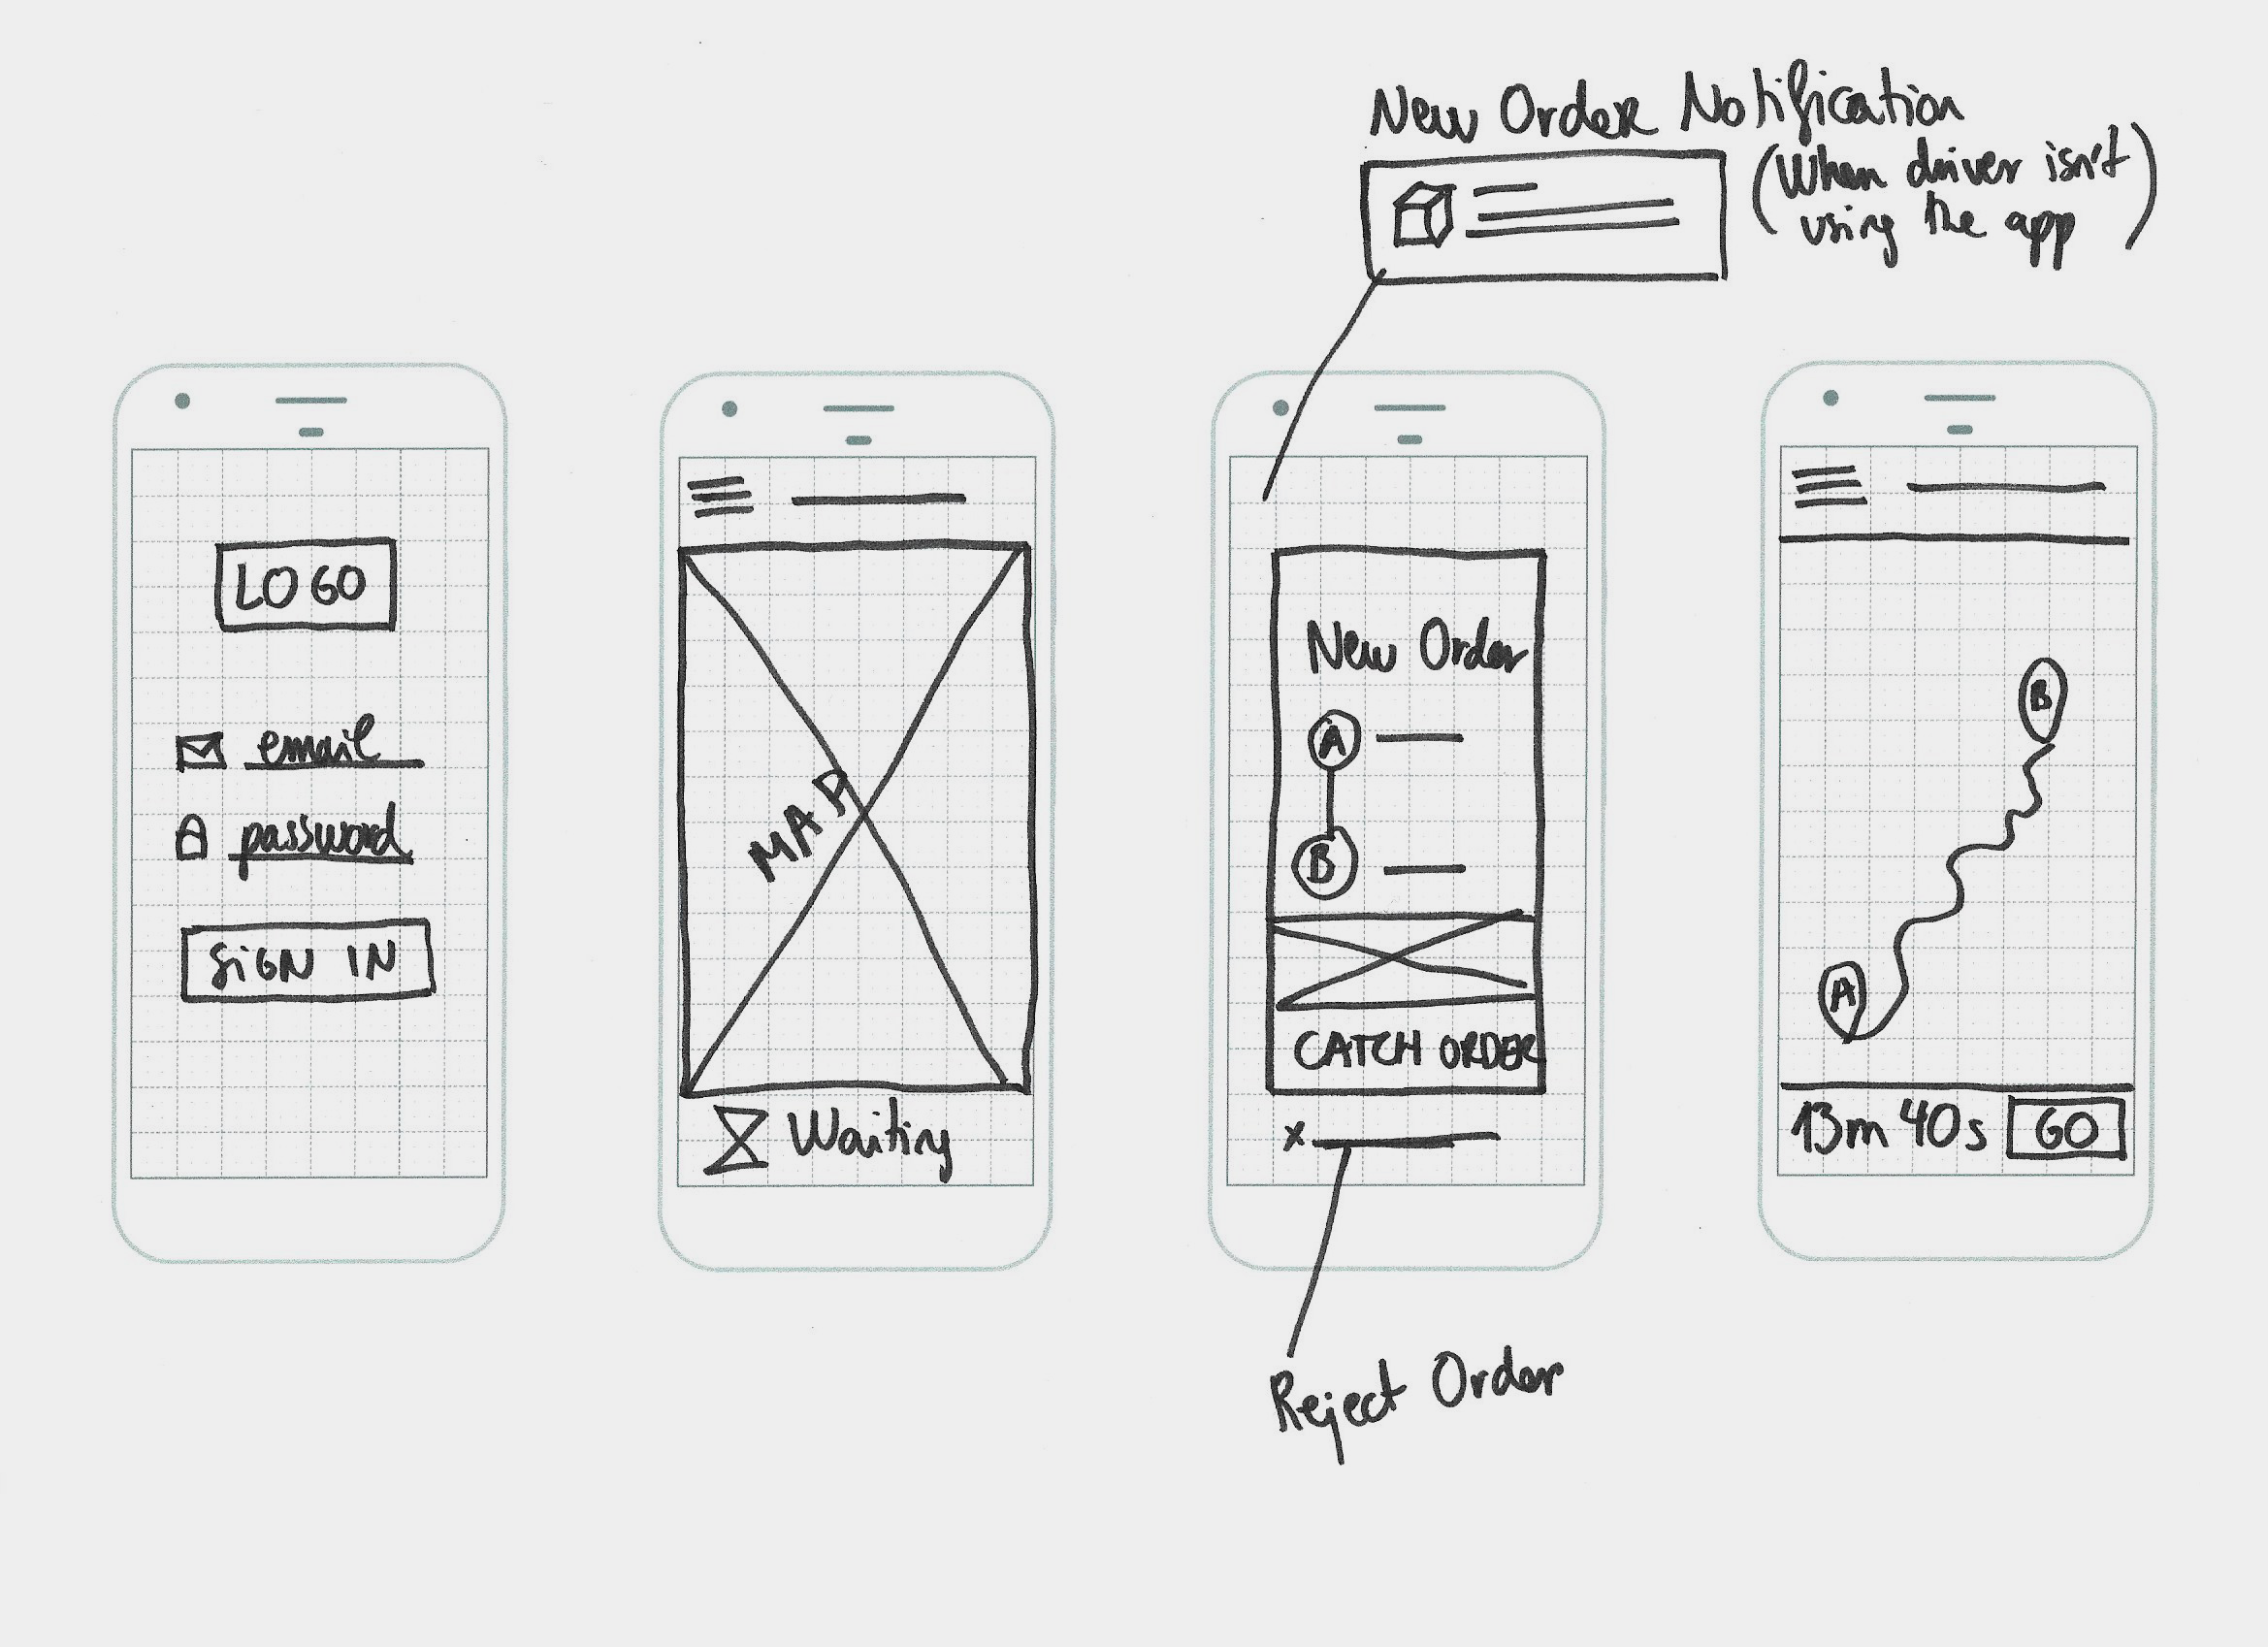 New Order Notification
(When driver isn't
using the app)
LOGO
email
password
SIGN IN
MAP
Waiting
New Order
A
B
CATCH ORDER
x
Reject Order
B
A
13m 40s
GO